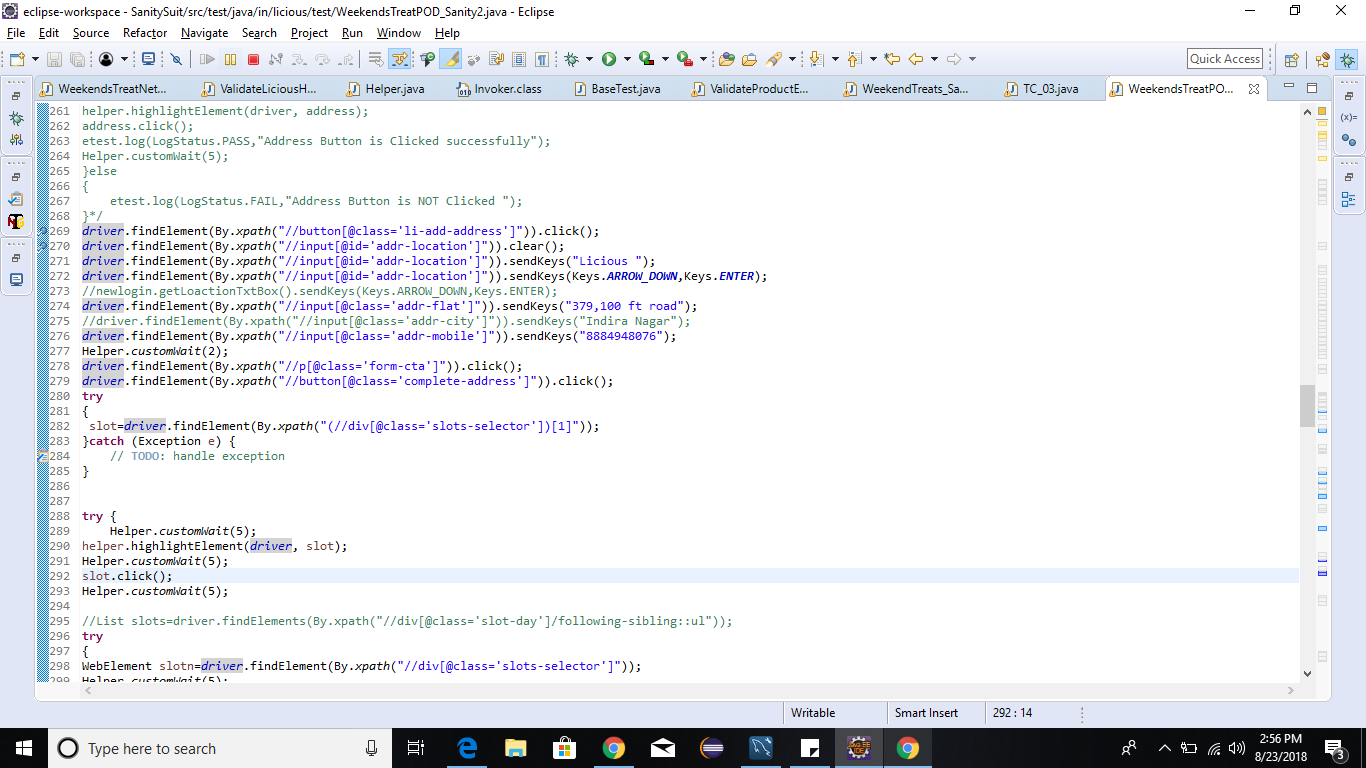 eclipse-workspace - SanitySuit/src/test/java/in/licious/test/WeekendsTreatPOD_Sanity2.java - Eclipse
File Edit Source Refactor Navigate Search Project Run Window Help
Quick Access
WeekendsTreatNet... ValidateLiciousH... Helper.java Invoker.class BaseTest.java ValidateProductE... WeekendTreats_Sa... TC_03.java WeekendsTreatPO...
261 helper.highlightElement(driver, address);
262 address.click();
263 etest.log(LogStatus.PASS,"Address Button is Clicked successfully");
264 Helper.customWait(5);
265 }else
266 {
267 etest.log(LogStatus.FAIL,"Address Button is NOT Clicked ");
268 }*/
269 driver.findElement(By.xpath("//button[@class='li-add-address']")).click();
270 driver.findElement(By.xpath("//input[@id='addr-location']")).clear();
271 driver.findElement(By.xpath("//input[@id='addr-location']")).sendKeys("Licious ");
272 driver.findElement(By.xpath("//input[@id='addr-location']")).sendKeys(Keys.ARROW_DOWN,Keys.ENTER);
273 //newlogin.getLoactionTxtBox().sendKeys(Keys.ARROW_DOWN,Keys.ENTER);
274 driver.findElement(By.xpath("//input[@class='addr-flat']")).sendKeys("379,100 ft road");
275 //driver.findElement(By.xpath("//input[@class='addr-city']")).sendKeys("Indira Nagar");
276 driver.findElement(By.xpath("//input[@class='addr-mobile']")).sendKeys("8884948076");
277 Helper.customWait(2);
278 driver.findElement(By.xpath("//p[@class='form-cta']")).click();
279 driver.findElement(By.xpath("//button[@class='complete-address']")).click();
280 try
281 {
282 slot=driver.findElement(By.xpath("(//div[@class='slots-selector'])[1]"));
283 }catch (Exception e) {
284 // TODO: handle exception
285 }
286
287
288 try {
289 Helper.customWait(5);
290 helper.highlightElement(driver, slot);
291 Helper.customWait(5);
292 slot.click();
293 Helper.customWait(5);
294
295 //List slots=driver.findElements(By.xpath("//div[@class='slot-day']/following-sibling::ul"));
296 try
297 {
298 WebElement slotn=driver.findElement(By.xpath("//div[@class='slots-selector']"));
299 Helper.customWait(5);
Writable Smart Insert 292 : 14
Type here to search
2:56 PM
8/23/2018
3